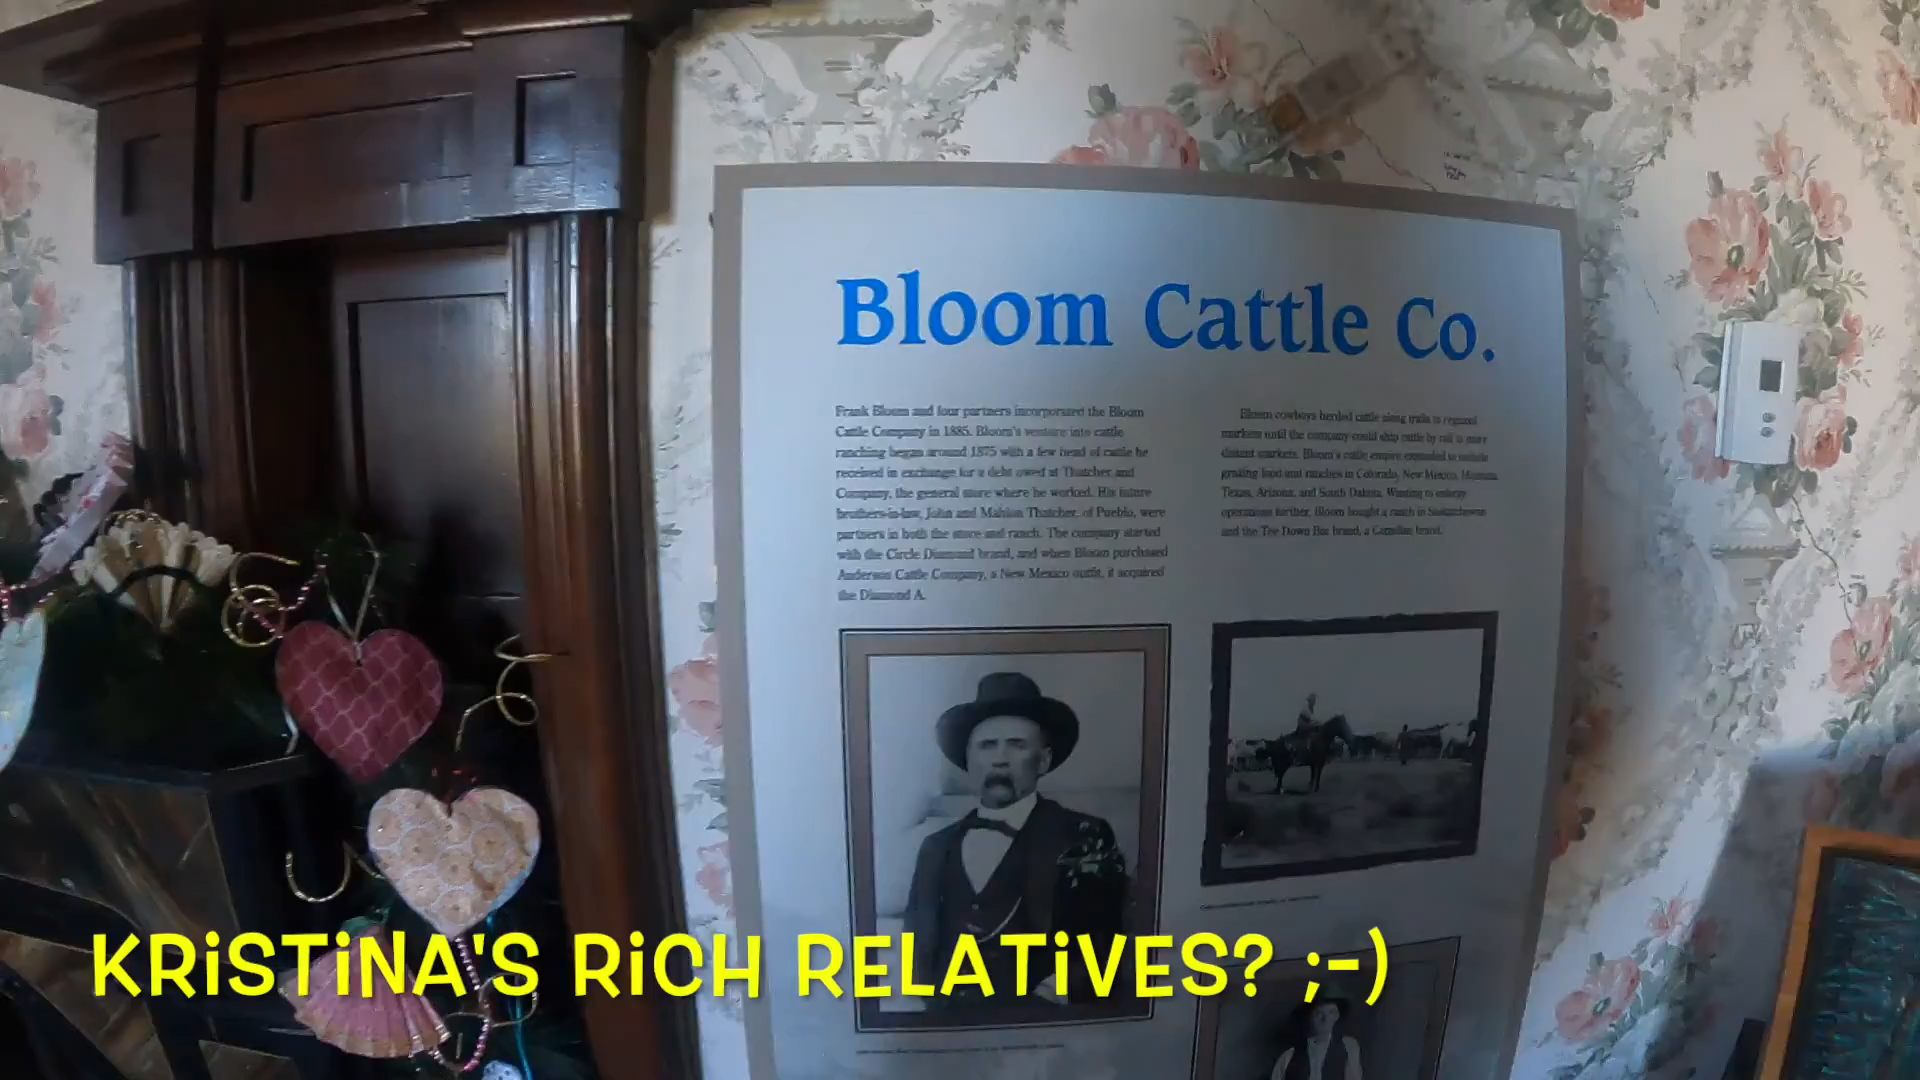 Bloom Cattle Co.
Frank Bloom and four partners incorporated the Bloom
Cattle Company in 1885. Bloom's venture into cattle
ranching began around 1875 with a few head of cattle he
received in exchange for a debt owed at Thatcher and
Company, the general store where he worked. His future
brothers-in-law, John and Mahlon Thatcher, of Pueblo, were
partners in both the store and ranch. The company started
with the Circle Diamond brand, and when Bloom purchased
Anderson Cattle Company, a New Mexico outfit, it acquired
the Diamond A.
Bloom cowboys herded cattle along trails to regional
markets until the company could ship cattle by rail to more
distant markets. Bloom's cattle empire expanded to include
grazing land and ranches in Colorado, New Mexico, Montana,
Texas, Arizona, and South Dakota. Wanting to enlarge
operations further, Bloom bought a ranch in Saskatchewan
and the Tee Down Bar brand, a Canadian brand.
KRiSTiNA'S RiCH RELATiVES? ;-)